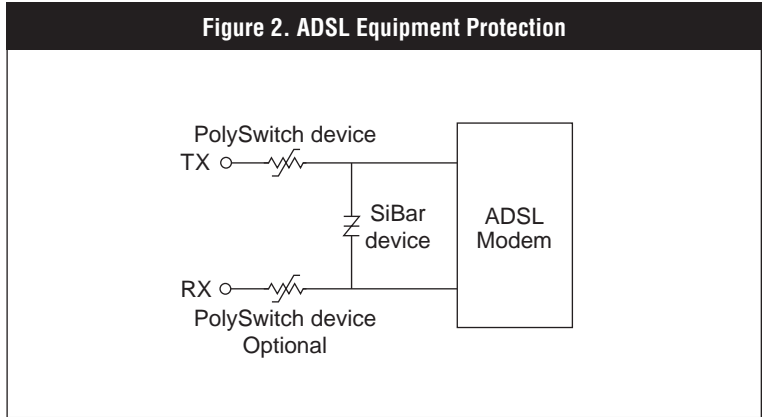 Figure 2. ADSL Equipment Protection
PolySwitch device
TX
SiBar
device
ADSL
Modem
RX
PolySwitch device
Optional